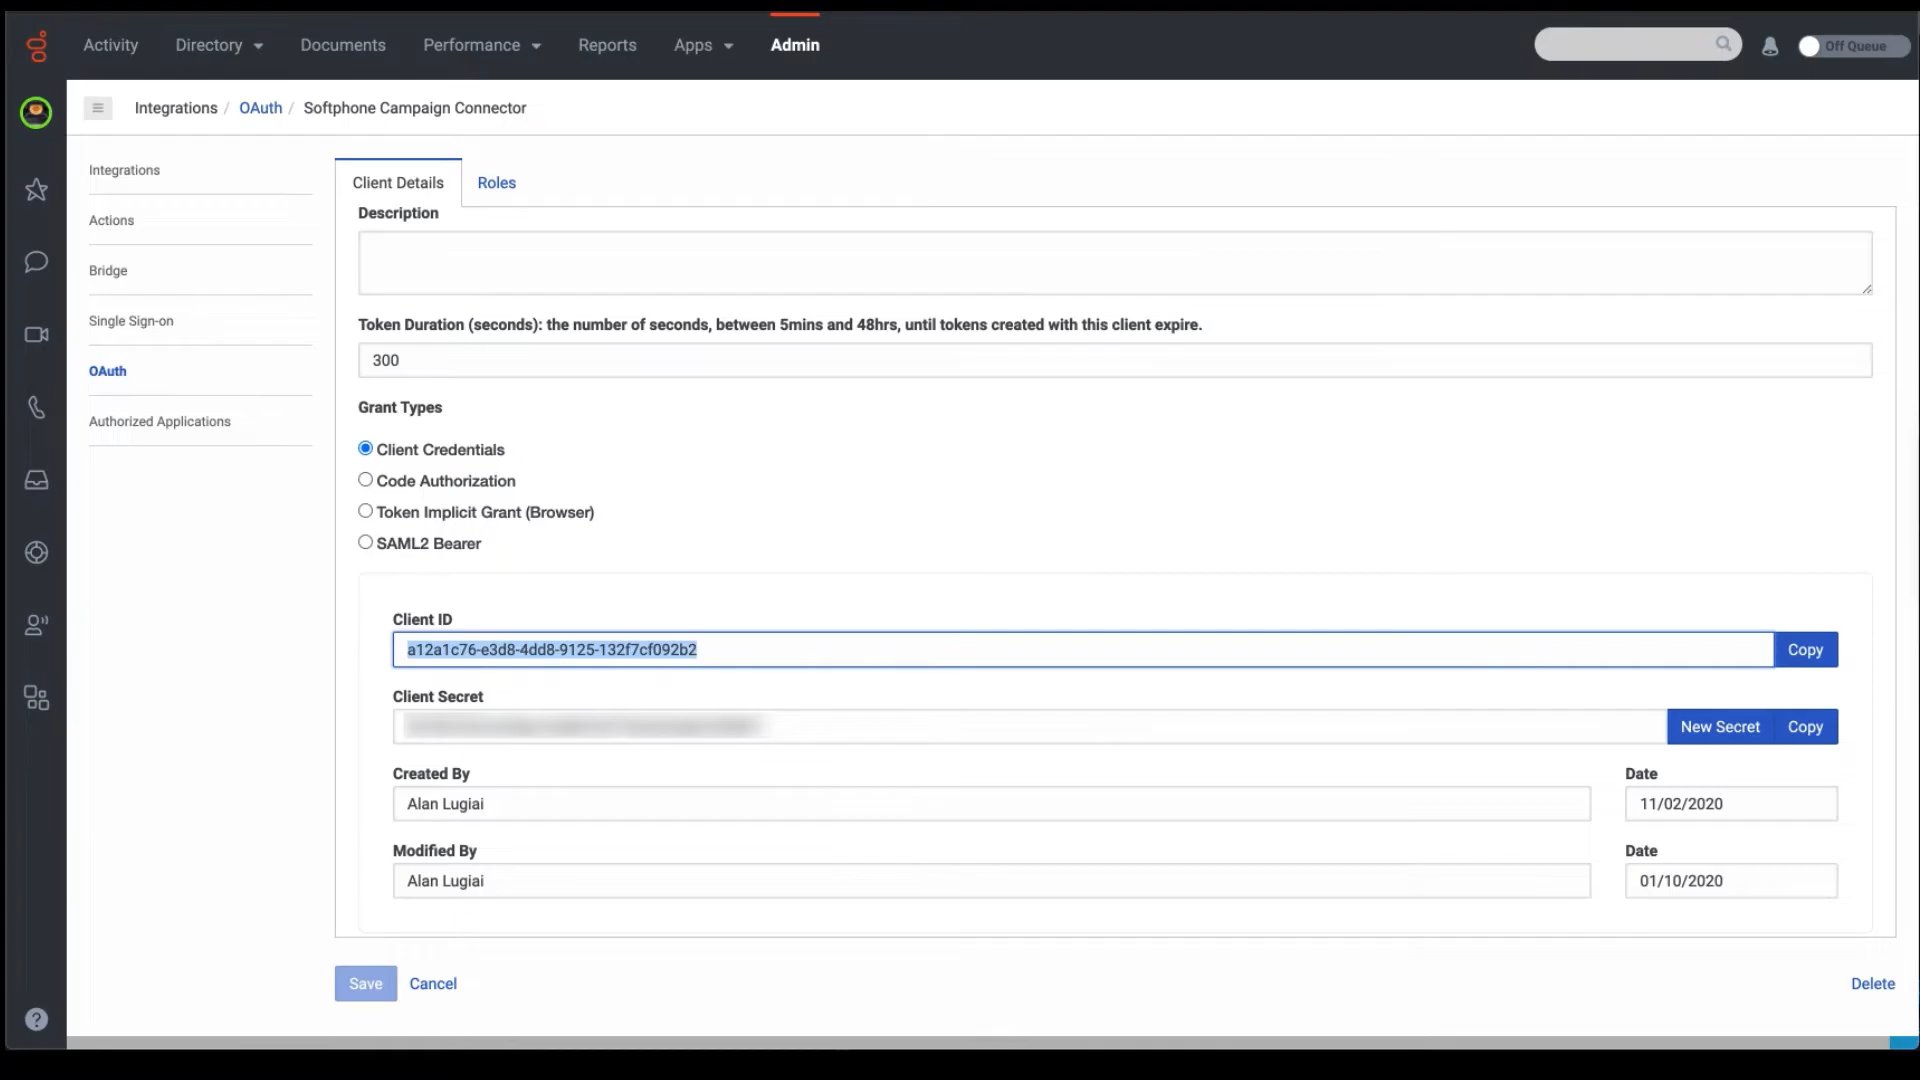 Activity
Directory
Documents
Performance
Reports
Apps
Admin
Off Queue
Integrations / OAuth / Softphone Campaign Connector
Integrations
Actions
Bridge
Single Sign-on
OAuth
Authorized Applications
Client Details
Roles
Description
Token Duration (seconds): the number of seconds, between 5mins and 48hrs, until tokens created with this client expire.
300
Grant Types
Client Credentials
Code Authorization
Token Implicit Grant (Browser)
SAML2 Bearer
Client ID
a12a1c76-e3d8-4dd8-9125-132f7cf092b2
Copy
Client Secret
New Secret
Copy
Created By
Date
Alan Lugiai
11/02/2020
Modified By
Date
Alan Lugiai
01/10/2020
Save
Cancel
Delete